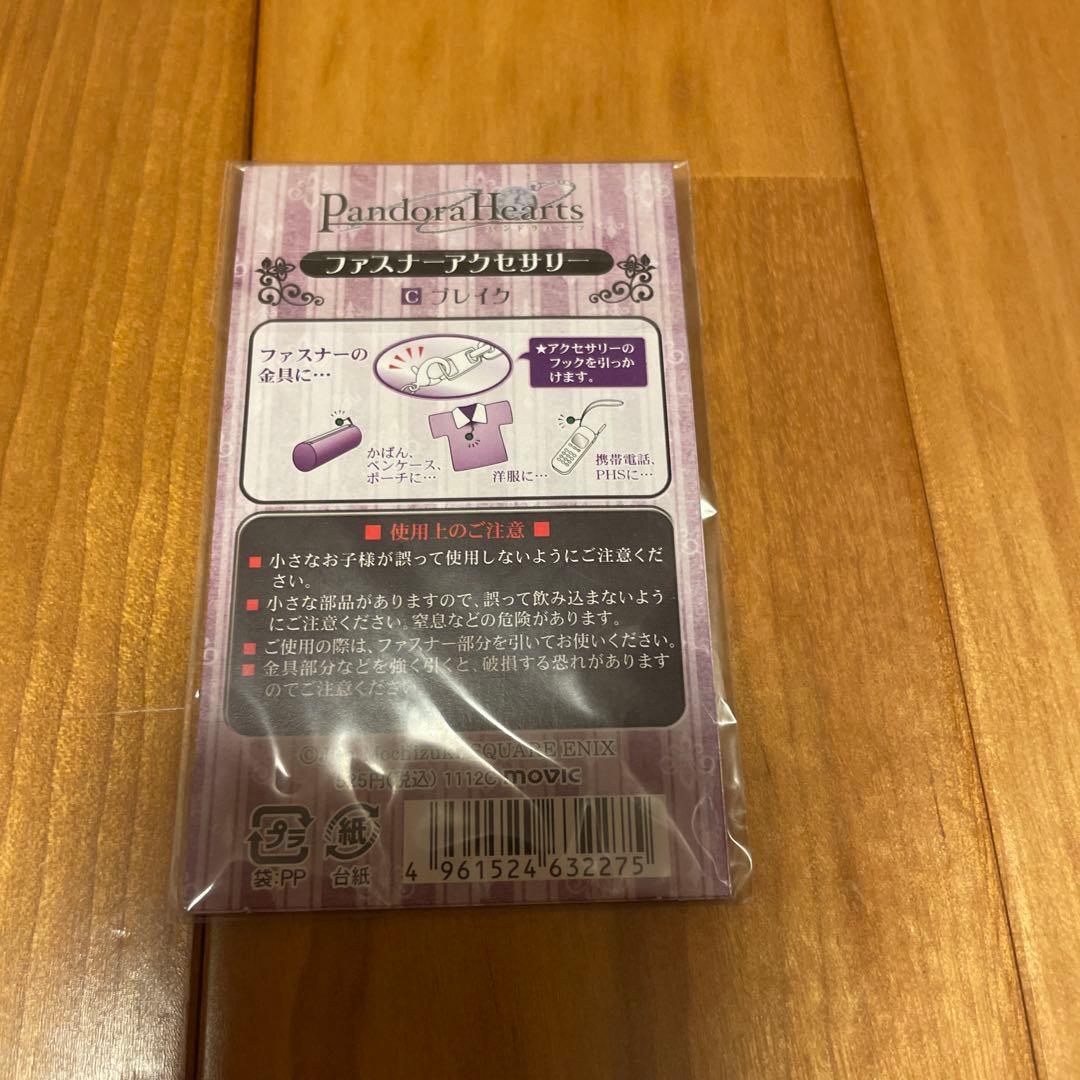 PandoraHearts
パンドラハーツ
ファスナーアクセサリー
C ブレイク
ファスナーの
金具に…
★アクセサリーの
フックを引っか
けます。
かばん、
ペンケース、
ポーチに…
洋服に…
携帯電話、
PHSに…
■ 使用上のご注意 ■
■ 小さなお子様が誤って使用しないようにご注意くだ
さい。
■ 小さな部品がありますので、誤って飲み込まないよう
にご注意ください。窒息などの危険があります。
■ ご使用の際は、ファスナー部分を引いてお使いください。
■ 金具部分などを強く引くと、破損する恐れがあります
のでご注意ください
© Mochizuki SQUARE ENIX
525円(税込) 1112C movic
プラ
紙
袋:PP
台紙
4 961524 632275